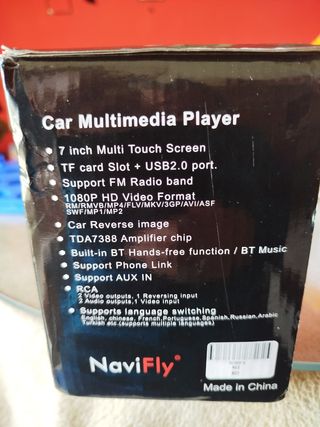 Car Multimedia Player
7 inch Multi Touch Screen
TF card Slot + USB2.0 port.
Support FM Radio band
1080P HD Video Format
RM/RMVB/MP4/FLV/MKV/3GP/AVI/ASF
SWF/MP1/MP2
Car Reverse image
TDA7388 Amplifier chip
Built-in BT Hands-free function / BT Music
Support Phone Link
Support AUX IN
RCA
2 Video outputs, 1 Reversing input
2 Audio outputs,1 Video input
Supports language switching
English, chinese, French,Portuguese,Spanish,Russian,Arabic
Turkish etc.(supports multiple languages)
NaviFly
Made in China